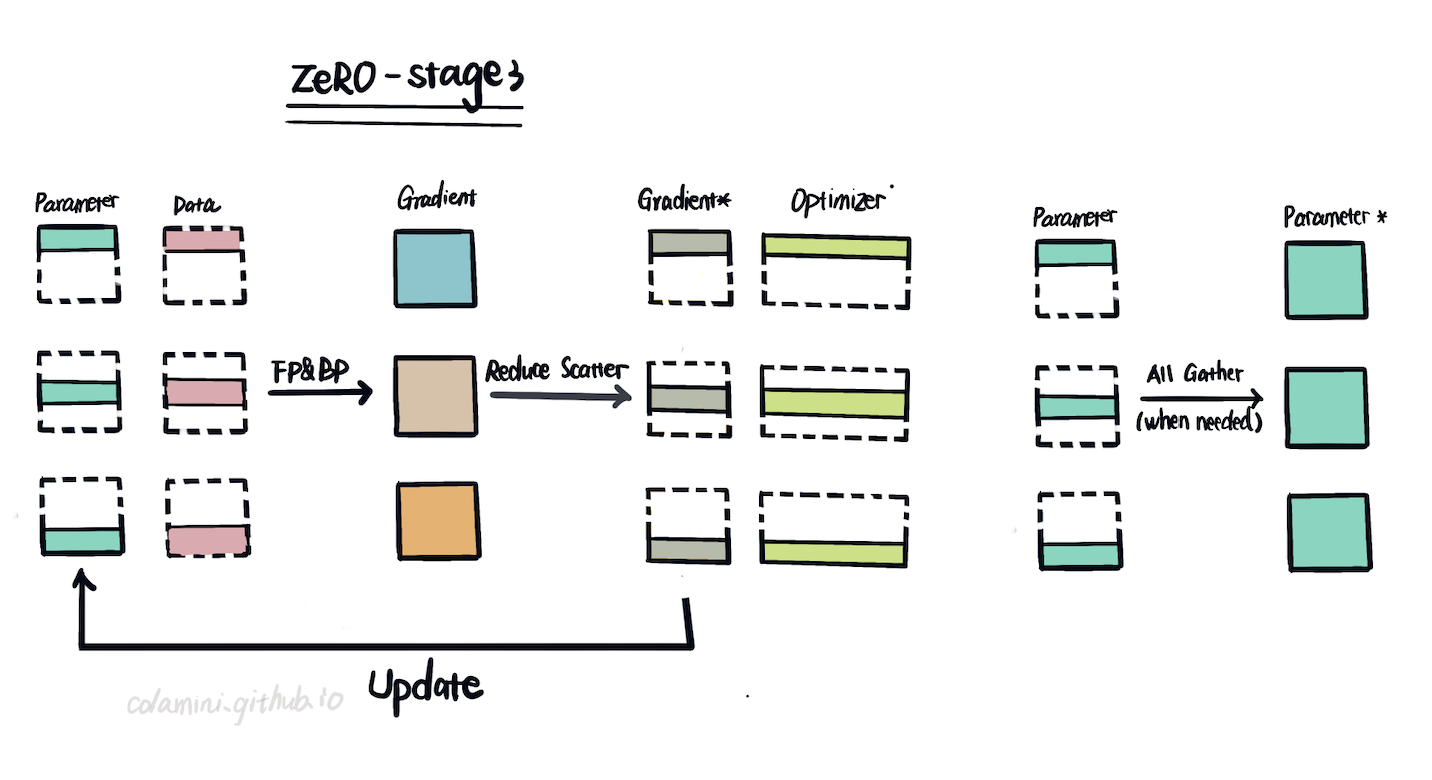 ZeRO-stage3
Parameter
Data
Gradient
Gradient*
Optimizer
Parameter
Parameter *
FP&BP
Reduce Scatter
All Gather
(when needed)
Update
colamini.github.io